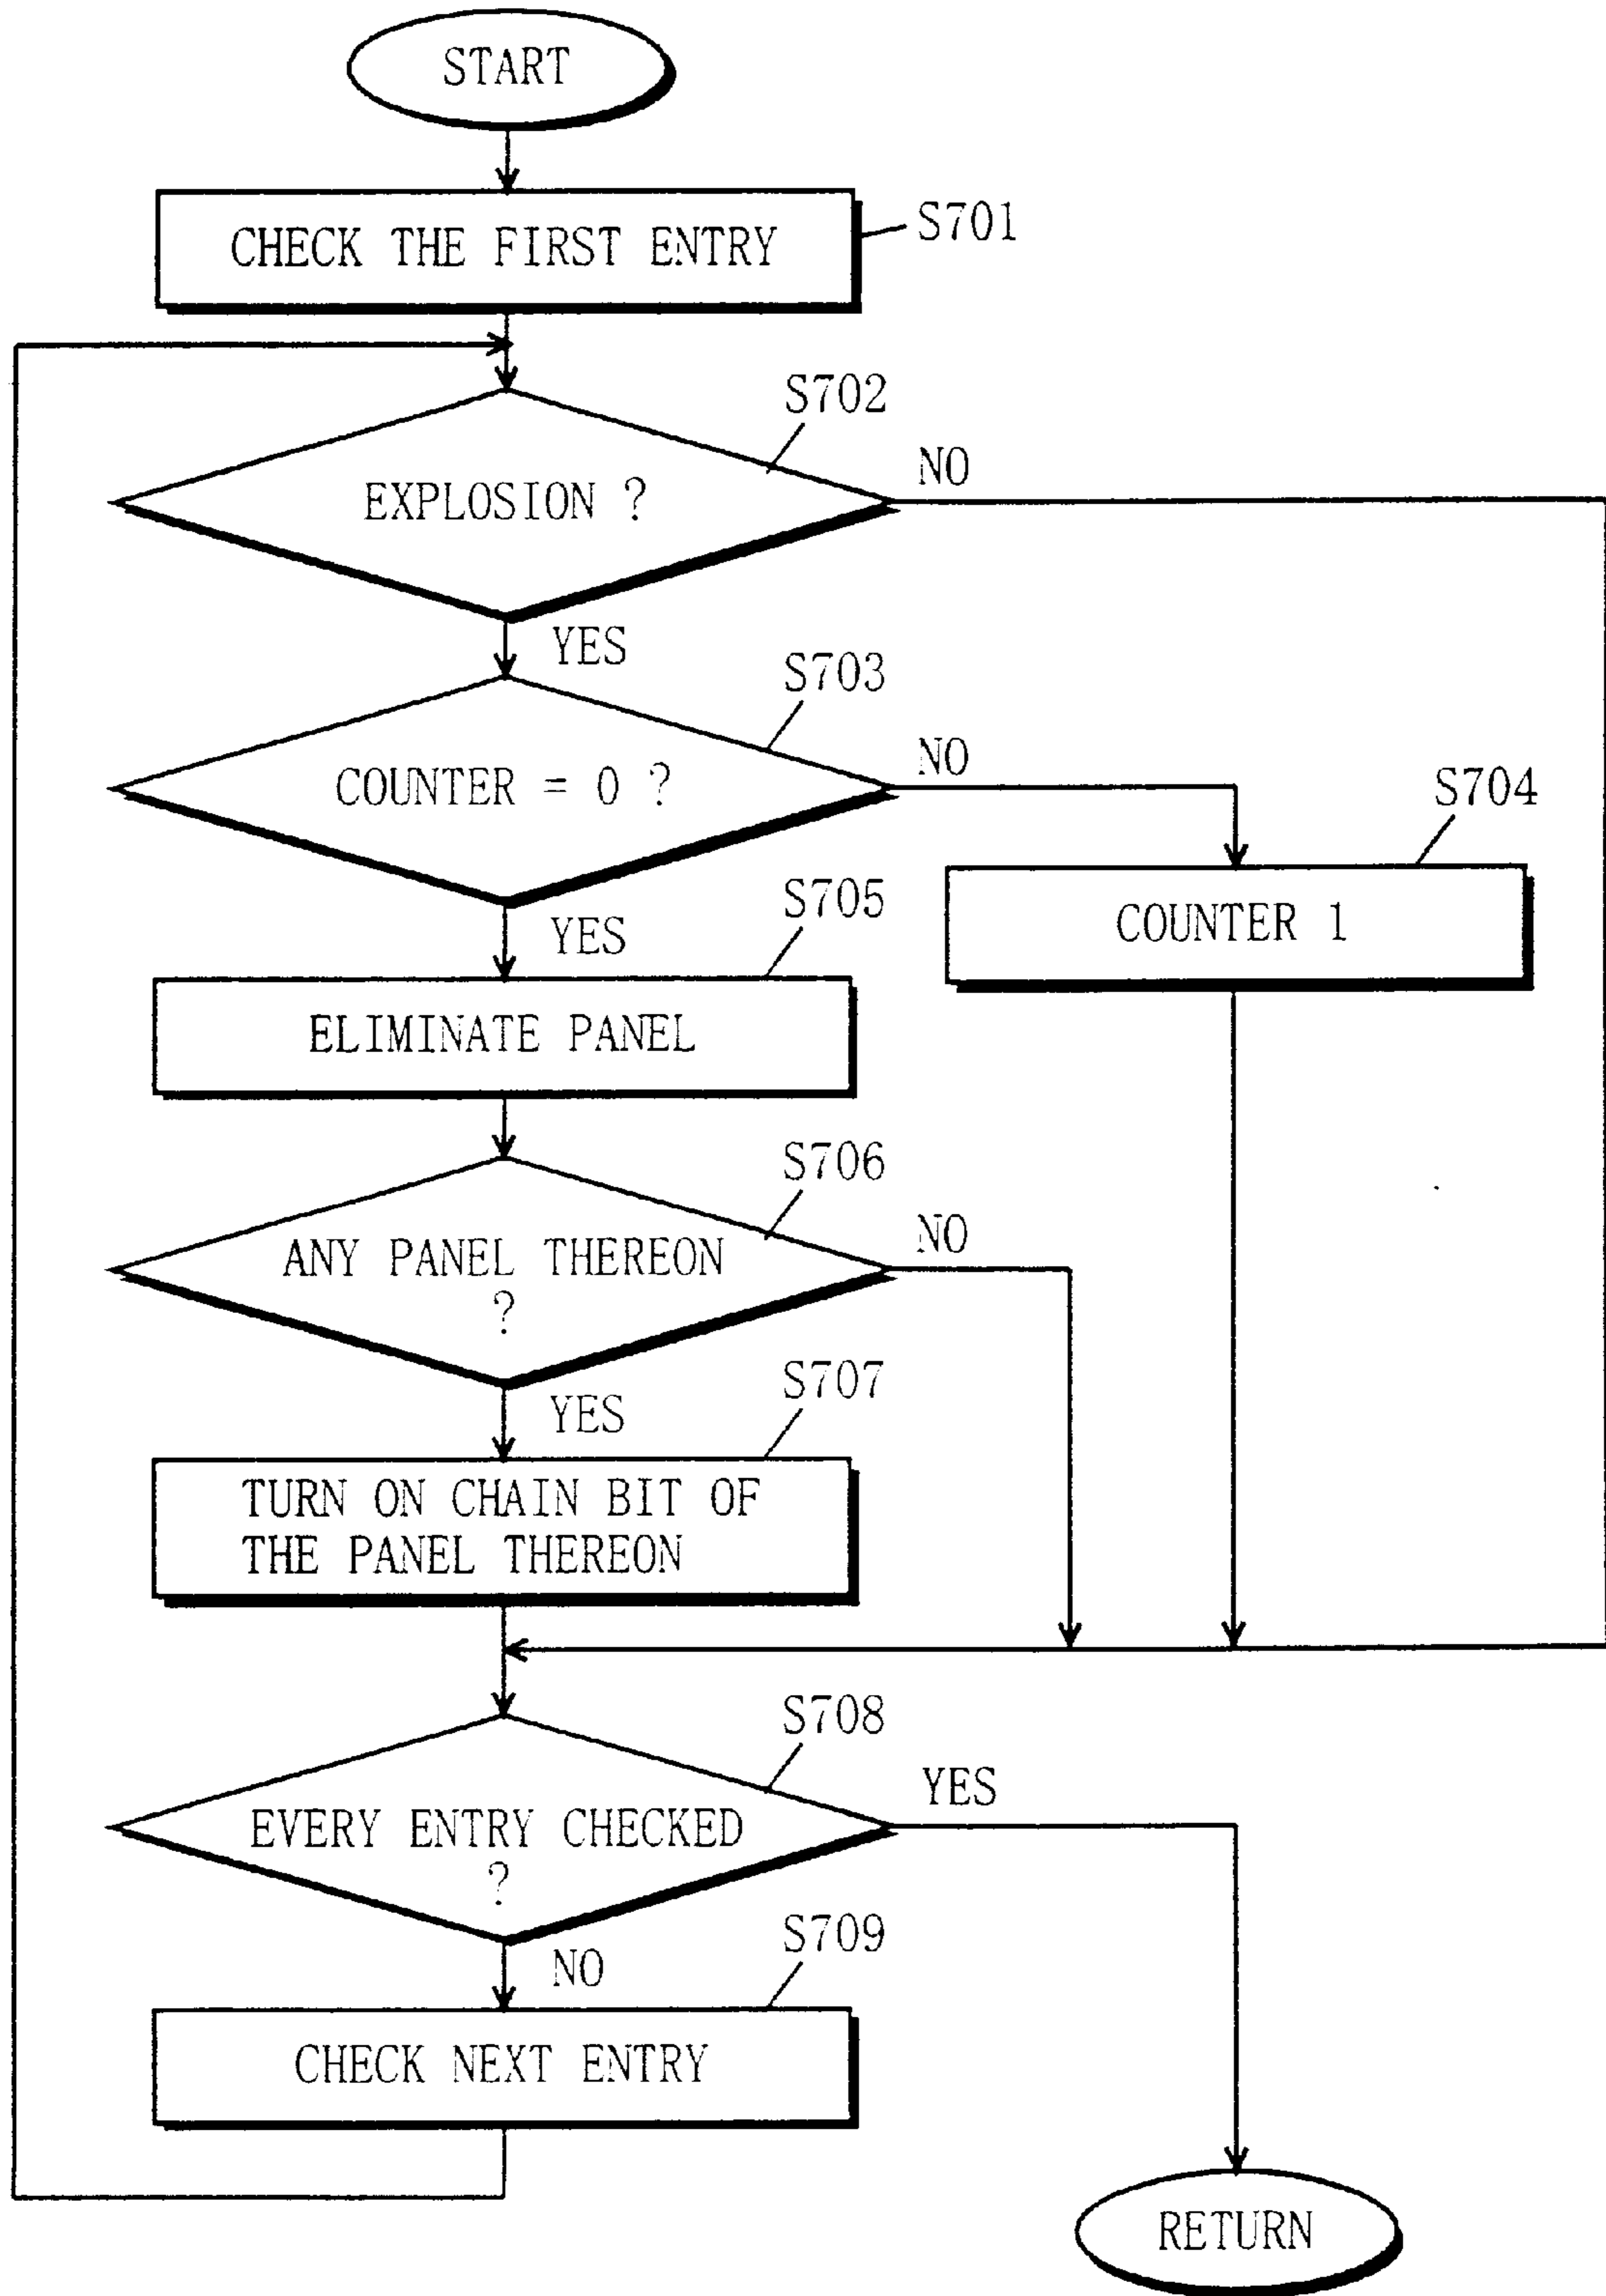 START
CHECK THE FIRST ENTRY
S701
S702
EXPLOSION ?
NO
YES
S703
COUNTER = 0 ?
NO
S704
COUNTER 1
YES
S705
ELIMINATE PANEL
S706
ANY PANEL THEREON
?
NO
YES
S707
TURN ON CHAIN BIT OF
THE PANEL THEREON
S708
EVERY ENTRY CHECKED
?
YES
NO
S709
CHECK NEXT ENTRY
RETURN